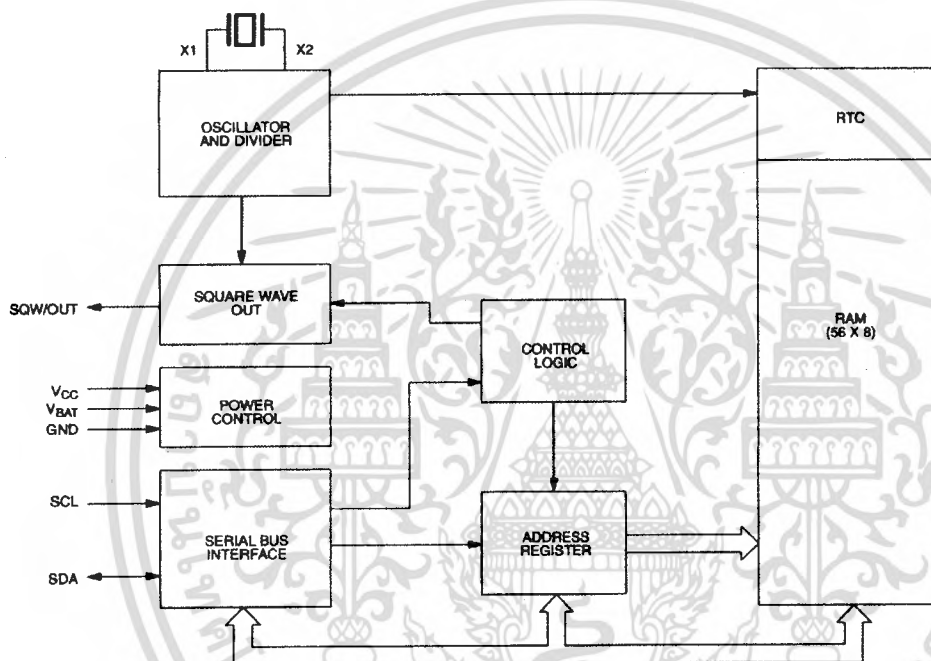 X1
X2
OSCILLATOR
AND DIVIDER
RTC
SQW/OUT
SQUARE WAVE
OUT
CONTROL
LOGIC
RAM
(56 X 8)
VCC
VBAT
GND
POWER
CONTROL
SCL
SDA
SERIAL BUS
INTERFACE
ADDRESS
REGISTER